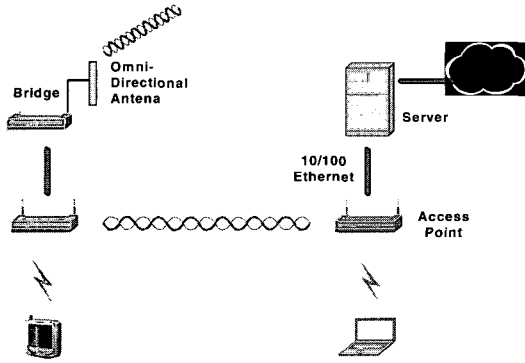 Omni-
Directional
Antena
Bridge
Server
10/100
Ethernet
Access
Point